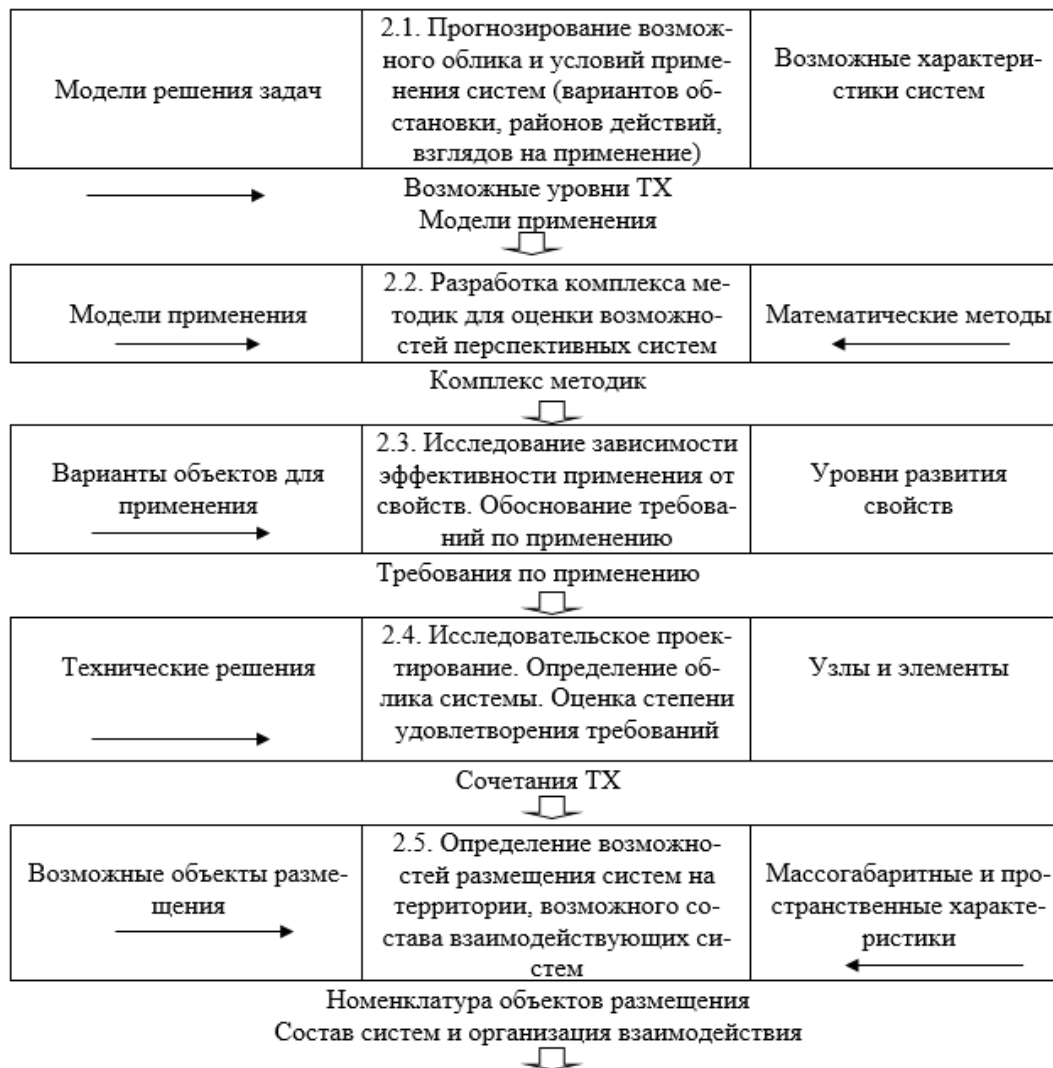 Модели решения задач
2.1. Прогнозирование возмож-
ного облика и условий приме-
нения систем (вариантов об-
становки, районов действий,
взглядов на применение)
Возможные характери-
стики систем
Возможные уровни ТХ
Модели применения
Модели применения
2.2. Разработка комплекса ме-
тодик для оценки возможно-
стей перспективных систем
Математические методы
Комплекс методик
Варианты объектов для
применения
2.3. Исследование зависимости
эффективности применения от
свойств. Обоснование требова-
ний по применению
Уровни развития
свойств
Требования по применению
Технические решения
2.4. Исследовательское проек-
тирование. Определение об-
лика системы. Оценка степени
удовлетворения требований
Узлы и элементы
Сочетания ТХ
Возможные объекты разме-
щения
2.5. Определение возможно-
стей размещения систем на
территории, возможного со-
става взаимодействующих си-
стем
Массогабаритные и про-
странственные характе-
ристики
Номенклатура объектов размещения
Состав систем и организация взаимодействия